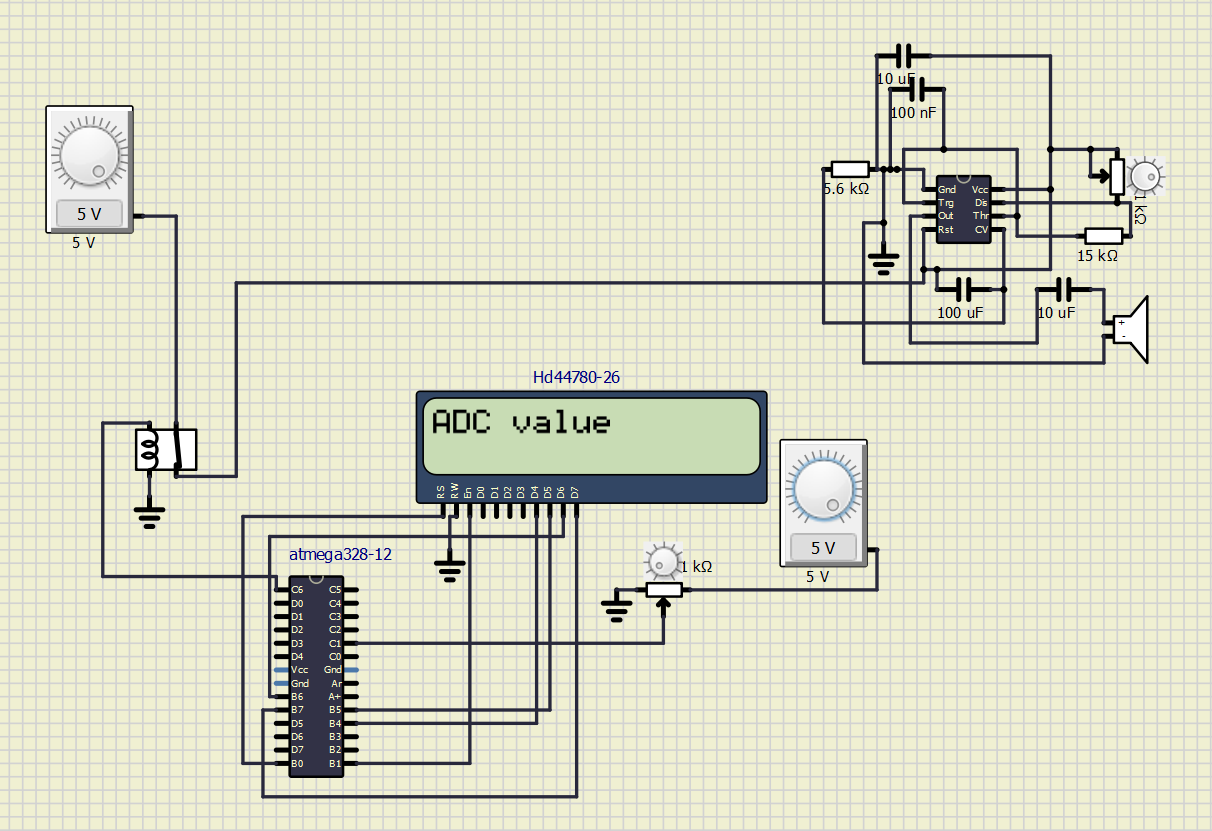 10 uF
100 nF
5.6 kΩ
Gnd Vcc
Trg Dis
Out Thr
Rst CV
1 kΩ
15 kΩ
5 V
5 V
100 uF
10 uF
+
-
Hd44780-26
ADC value
RS RW En D0 D1 D2 D3 D4 D5 D6 D7
5 V
5 V
atmega328-12
1 kΩ
C6 C5
D0 C4
D1 C3
D2 C2
D3 C1
D4 C0
Vcc Gnd
Gnd Ar
B6 A+
B7 B5
D5 B4
D6 B3
D7 B2
B0 B1